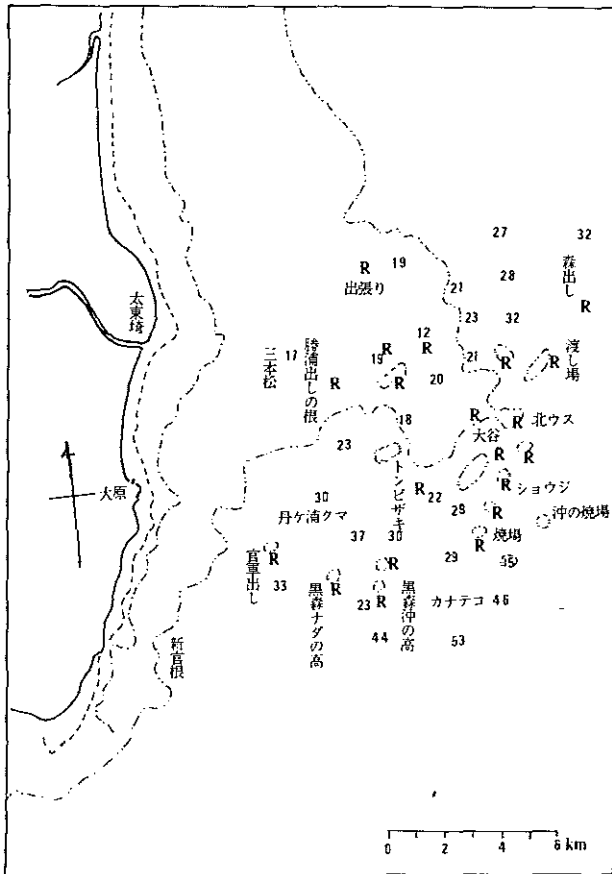 27
32
森出し
19
R
28
出張り
R
太東埼
23
32
12
渡し場
三本松
17
勝浦出しの根
19
R
R
R
R
20
R
R
18
R
R
北ウス
大谷
23
R
R
トンビザキ
R
ショウジ
大原
30
R
22
28
R
沖の焼場
丹ケ浦クマ
37
30
焼場
R
官軍出し
R
R
29
33
黒森ナダの高
R
23
R
黒森沖の高
カナテコ
46
新官根
44
53
0
2
4
6 km